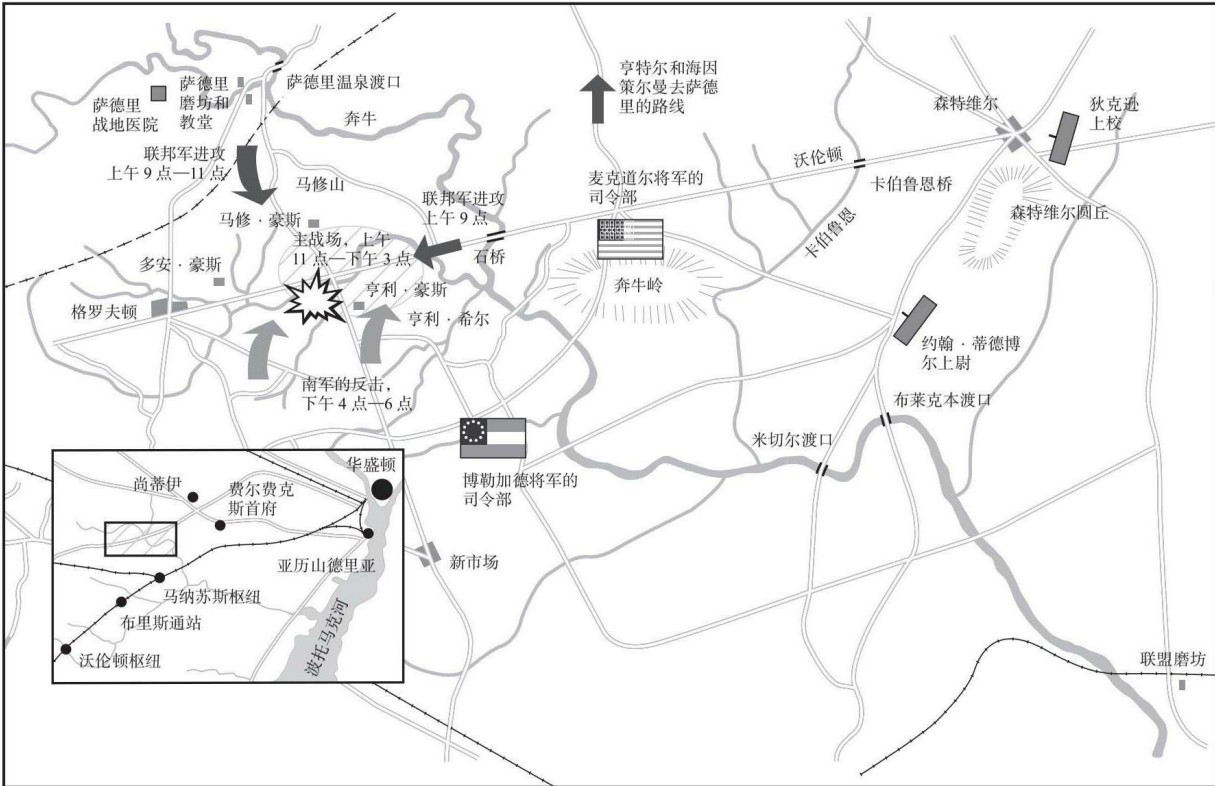 萨德里
战地医院
萨德里
磨坊和
教堂
萨德里温泉渡口
奔牛
亨特尔和海因
策尔曼去萨德
里的路线
森特维尔
狄克逊
上校
联邦军进攻
上午 9 点—11 点
马修山
沃伦顿
卡伯鲁恩桥
麦克道尔将军的
司令部
联邦军进攻
上午 9 点
马修·豪斯
森特维尔圆丘
卡伯鲁恩
主战场，上午
11 点—下午 3 点
石桥
多安·豪斯
奔牛岭
亨利·豪斯
格罗夫顿
亨利·希尔
约翰·蒂德博
尔上尉
南军的反击，
下午 4 点—6 点
布莱克本渡口
米切尔渡口
博勒加德将军的
司令部
华盛顿
尚蒂伊
费尔费克
斯首府
亚历山德里亚
新市场
马纳苏斯枢纽
布里斯通站
沃伦顿枢纽
波托马克河
联盟磨坊